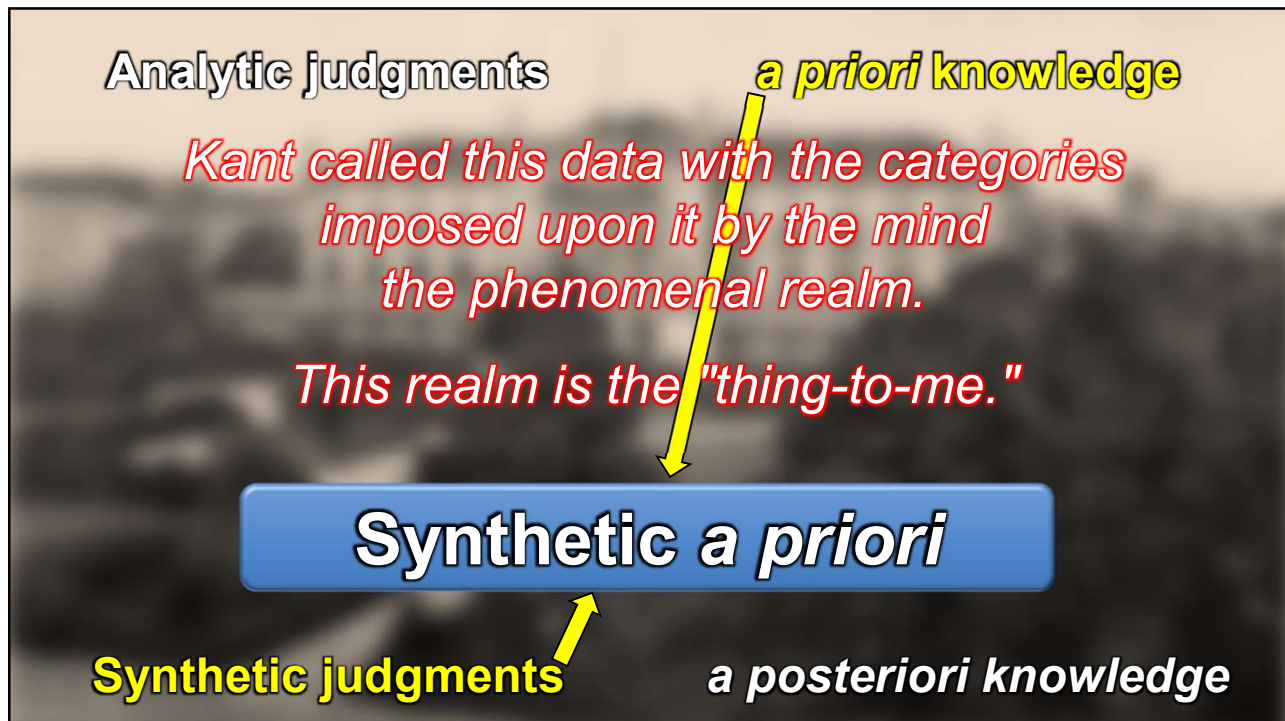 Analytic judgments
a priori knowledge
Kant called this data with the categories
imposed upon it by the mind
the phenomenal realm.
This realm is the "thing-to-me."
Synthetic a priori
Synthetic judgments
a posteriori knowledge